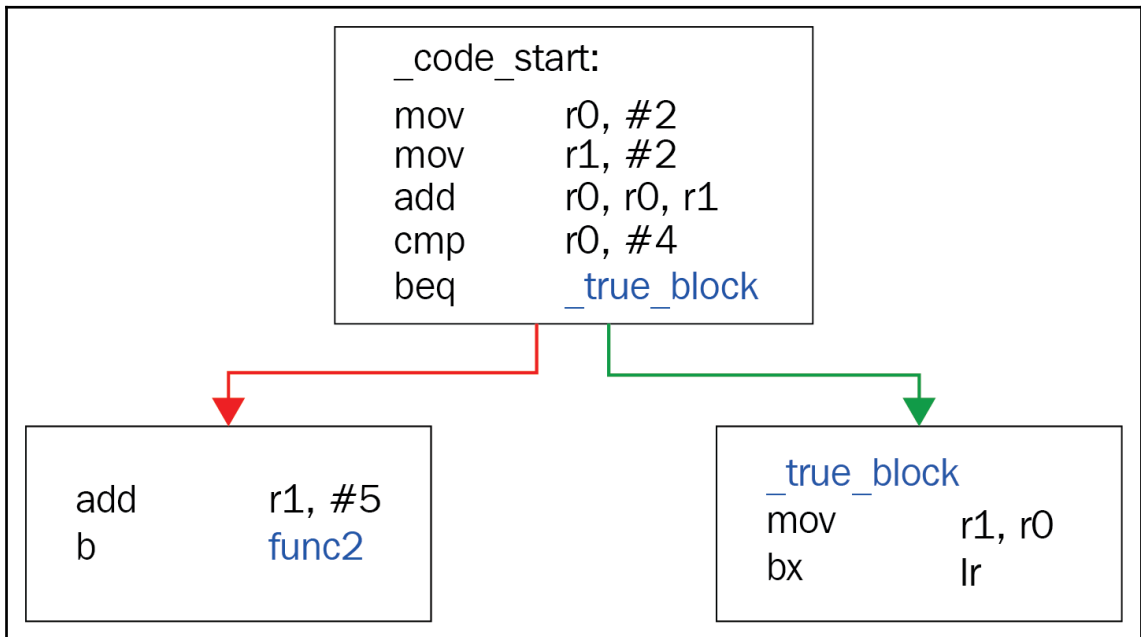 _code_start:
mov r0, #2
mov r1, #2
add r0, r0, r1
cmp r0, #4
beq _true_block
add r1, #5
b func2
_true_block
mov r1, r0
bx lr